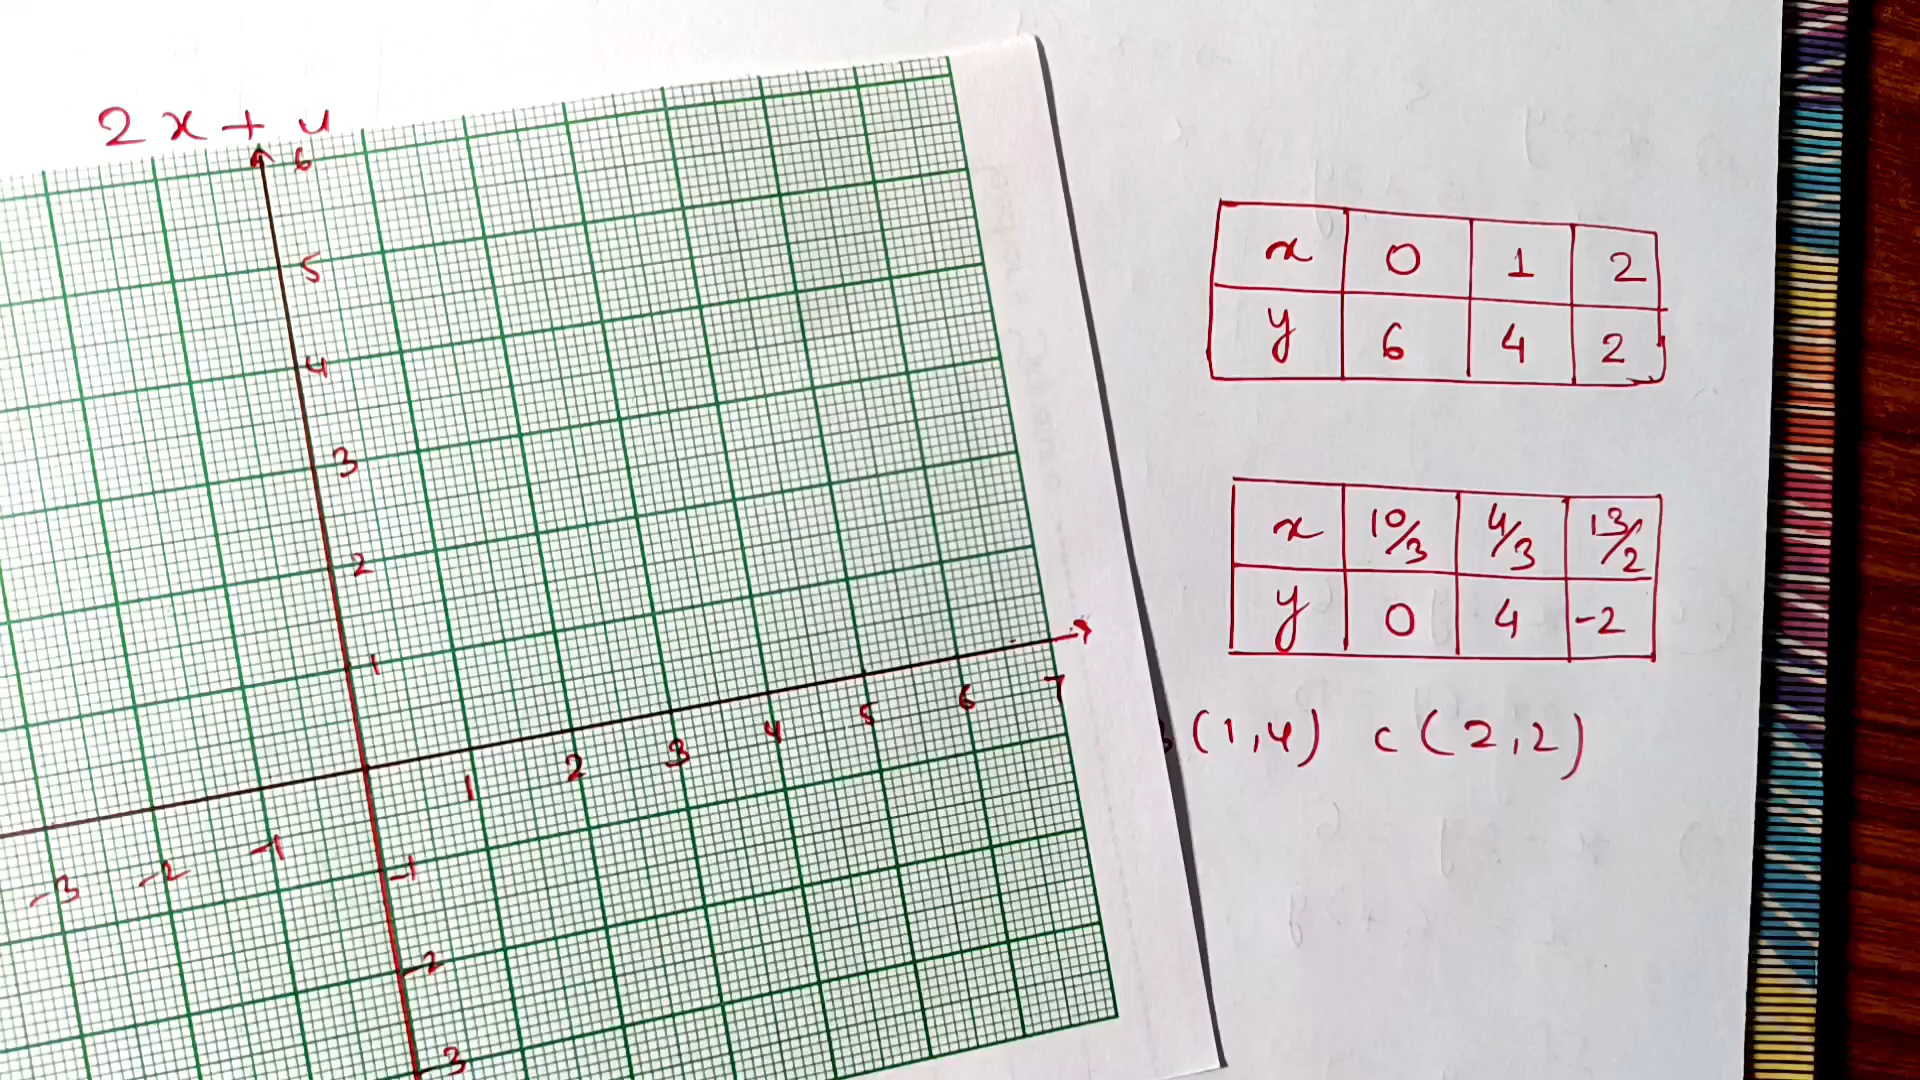 2x + y
6
5
4
3
2
1
-3 -2 -1 1 2 3 4 5 6 7
-1
-2
3
x 0 1 2
y 6 4 2
x 10/3 4/3 13/2
y 0 4 -2
(1,4) c(2,2)